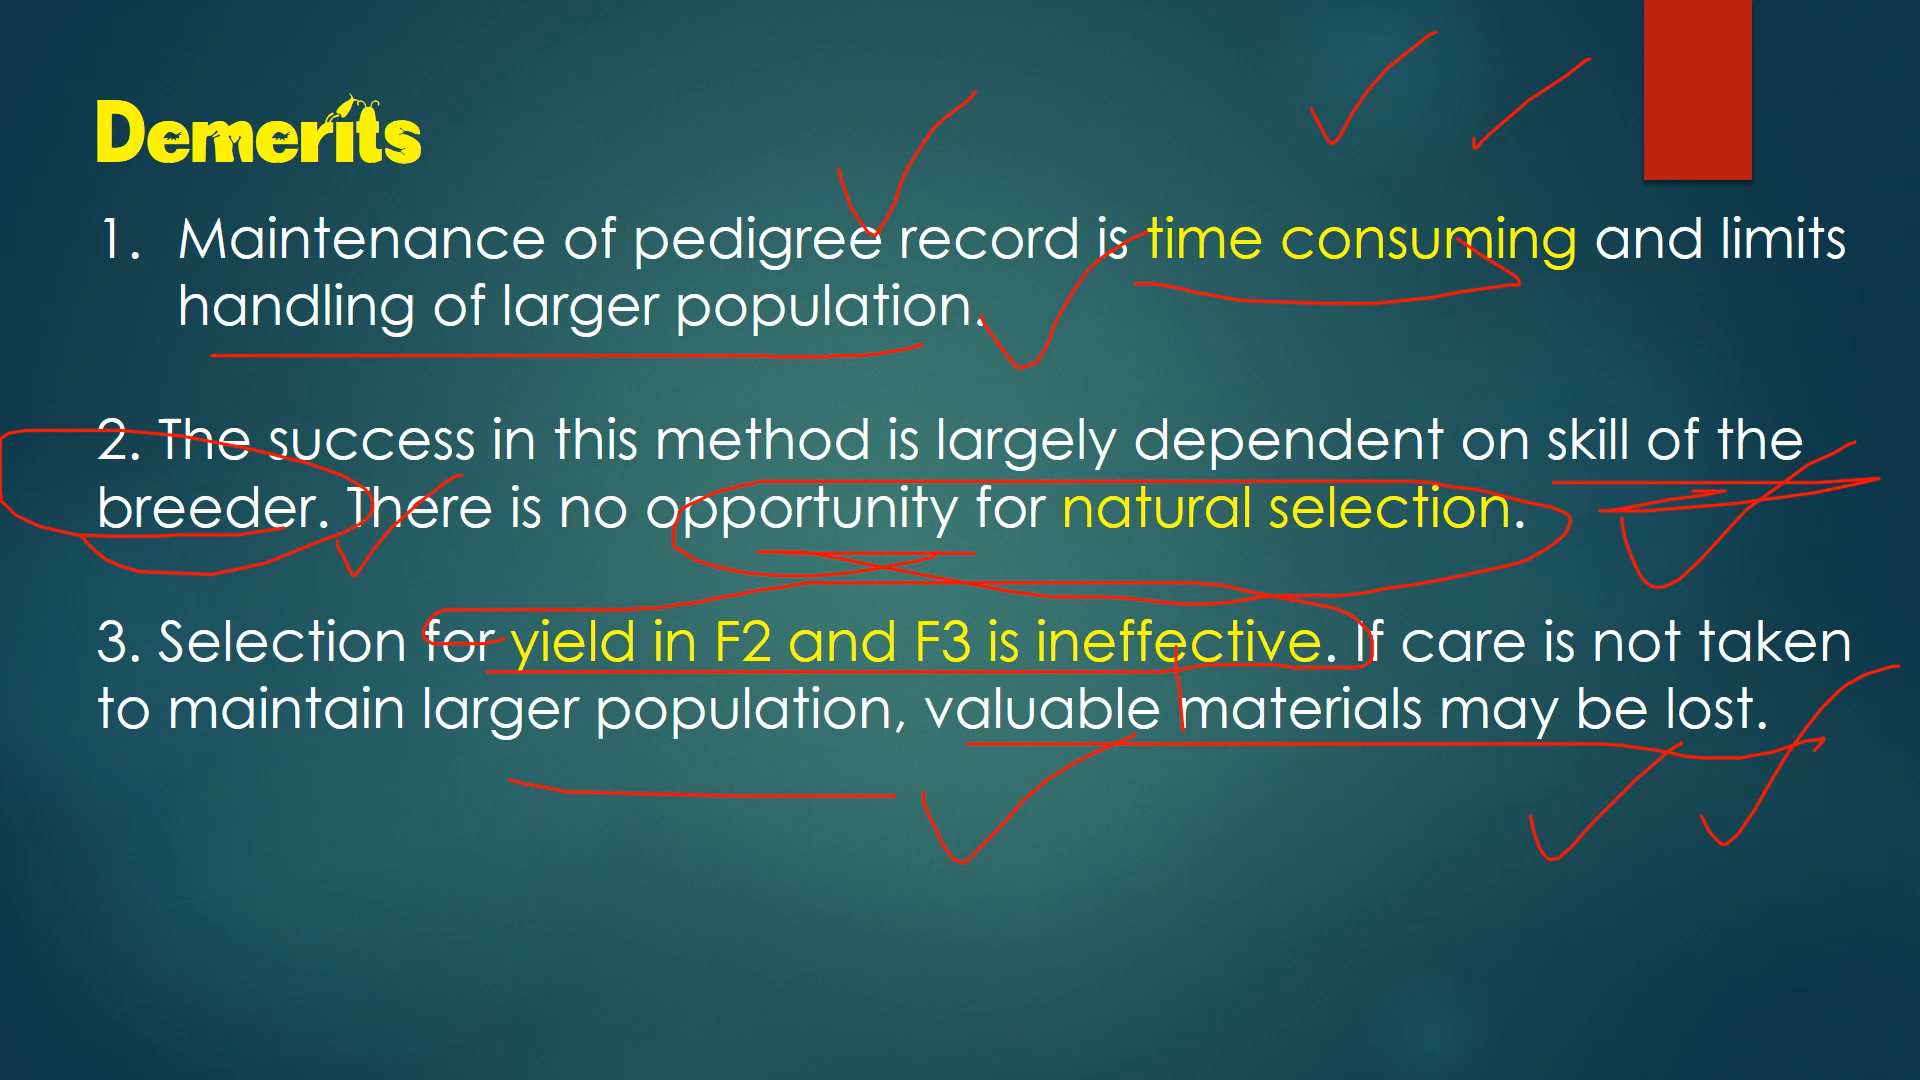 Demerits
1. Maintenance of pedigree record is time consuming and limits
handling of larger population.
2. The success in this method is largely dependent on skill of the
breeder. There is no opportunity for natural selection.
3. Selection for yield in F2 and F3 is ineffective. If care is not taken
to maintain larger population, valuable materials may be lost.